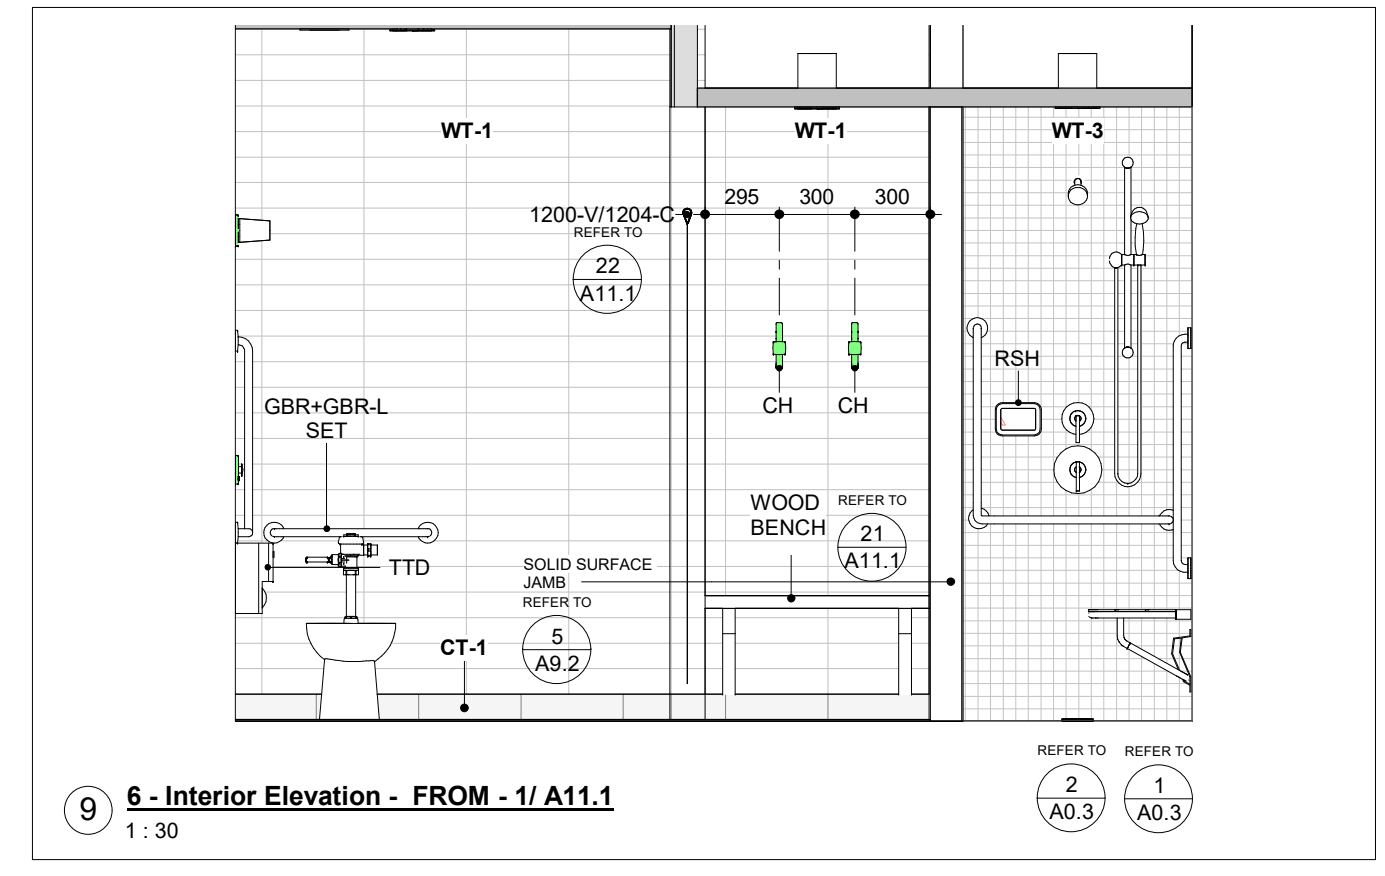 WT-1
WT-1
WT-3
295
300
300
1200-V/1204-C
REFER TO
22
A11.1
RSH
GBR+GBR-L
SET
CH
CH
WOOD
BENCH
REFER TO
21
A11.1
TTD
SOLID SURFACE
JAMB
REFER TO
5
A9.2
CT-1
REFER TO
2
A0.3
REFER TO
1
A0.3
9
6 - Interior Elevation - FROM - 1/ A11.1
1 : 30